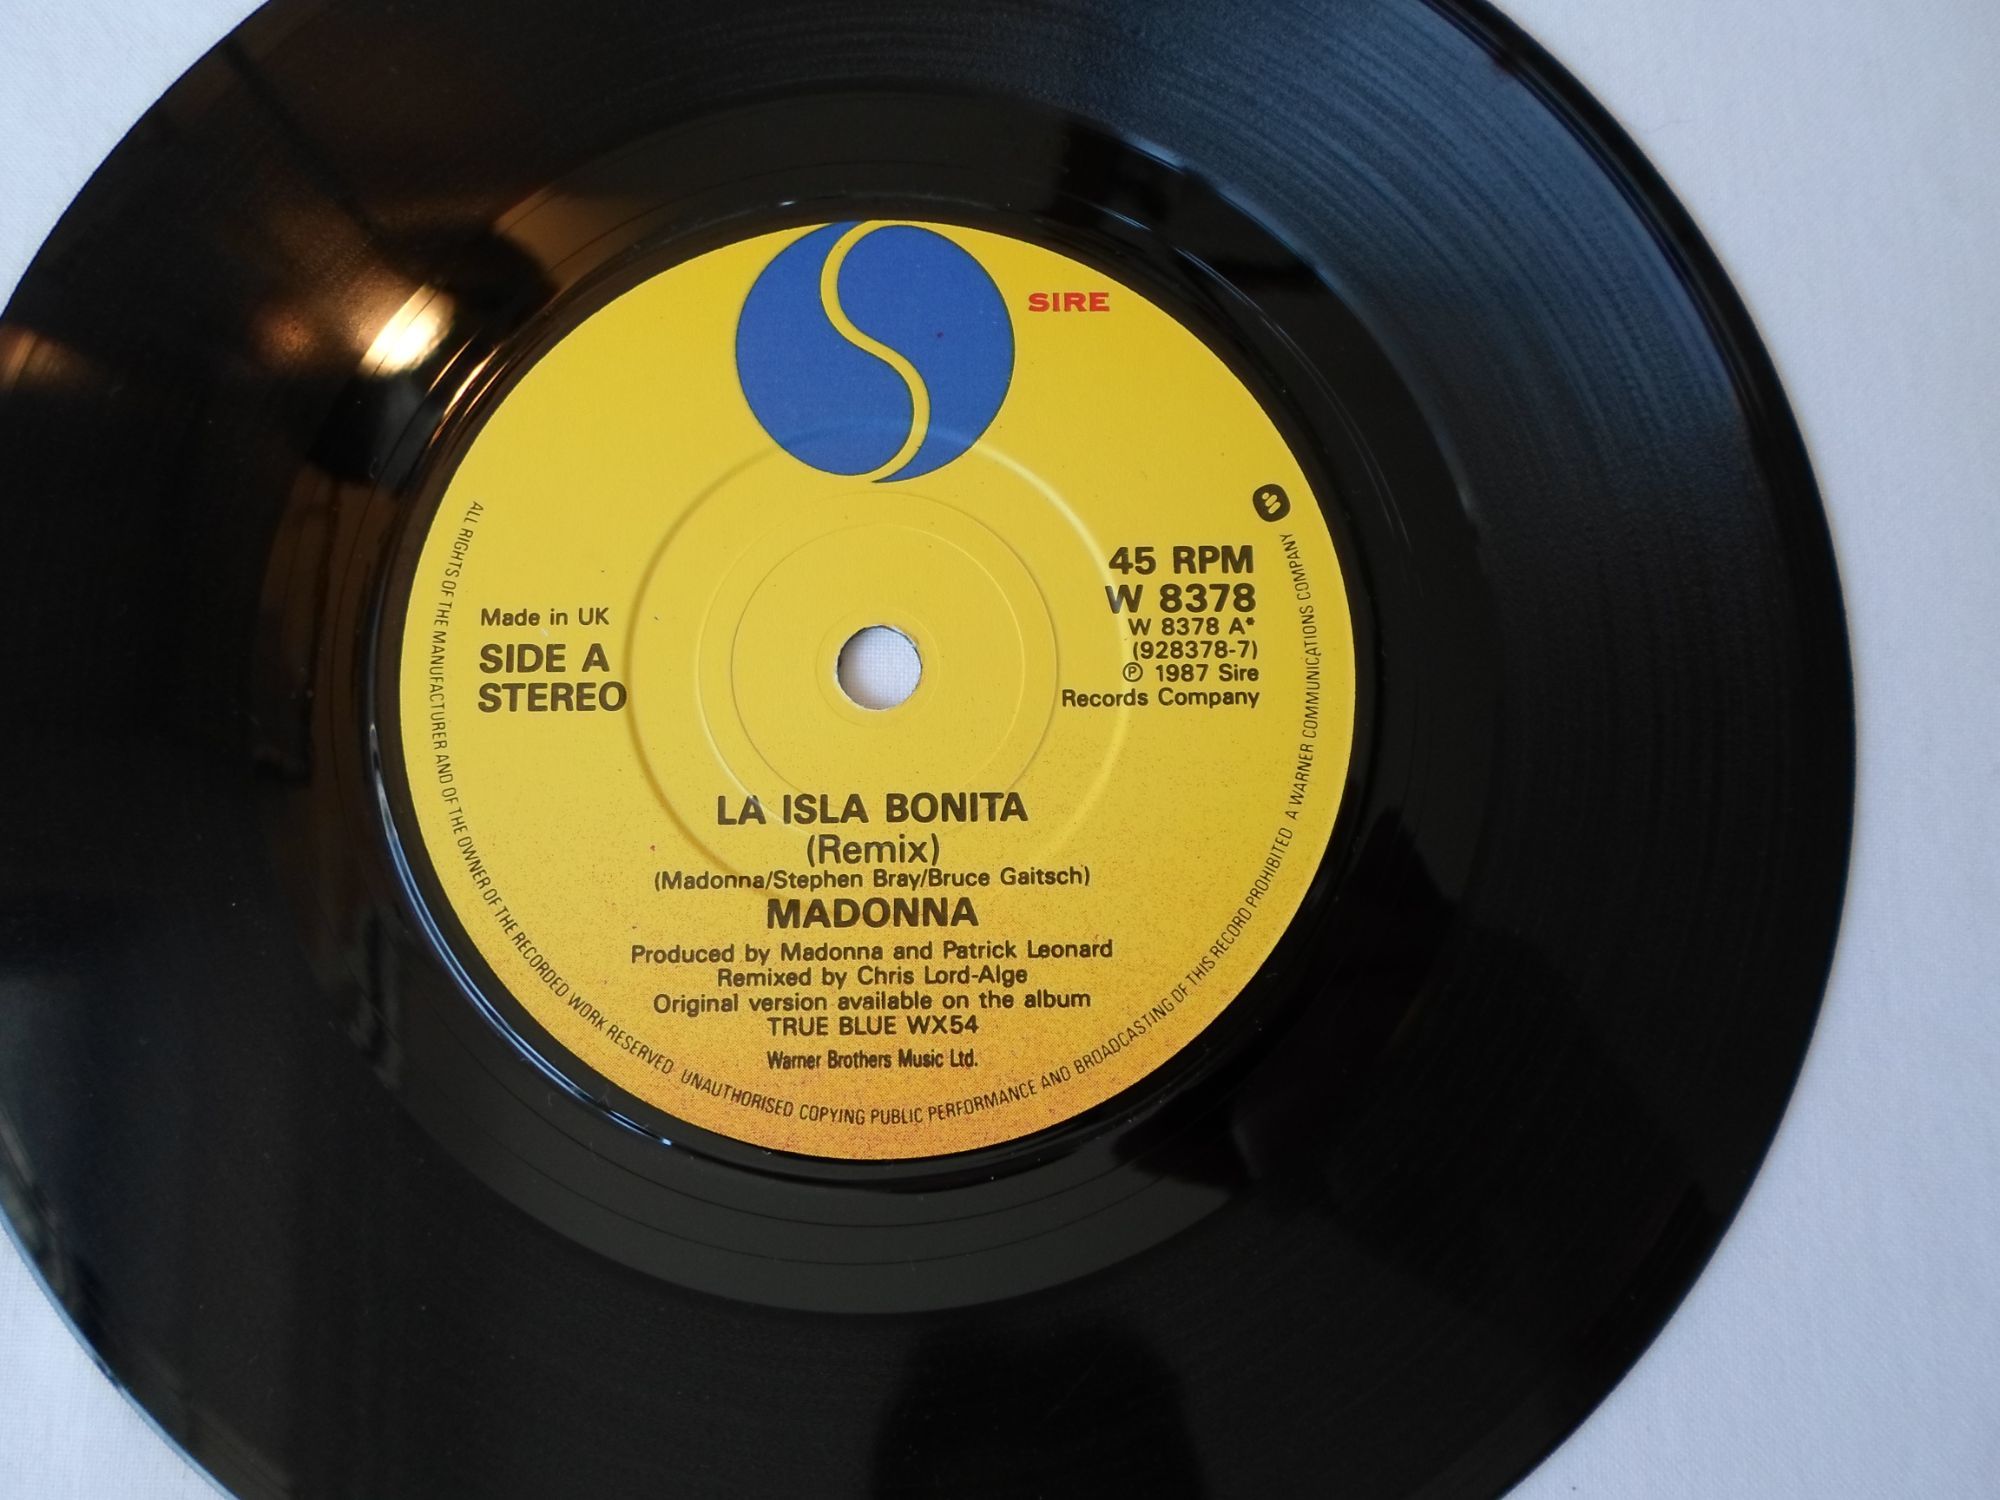 SIRE
45 RPM
W 8378
W 8378 A*
(928378-7)
℗ 1987 Sire
Records Company
Made in UK
SIDE A
STEREO
LA ISLA BONITA
(Remix)
(Madonna/Stephen Bray/Bruce Gaitsch)
MADONNA
Produced by Madonna and Patrick Leonard
Remixed by Chris Lord-Alge
Original version available on the album
TRUE BLUE WX54
Warner Brothers Music Ltd.
ALL RIGHTS OF THE MANUFACTURER AND OF THE OWNER OF THE RECORDED WORK RESERVED UNAUTHORISED COPYING PUBLIC PERFORMANCE AND BROADCASTING OF THIS RECORD PROHIBITED A WARNER COMMUNICATIONS COMPANY